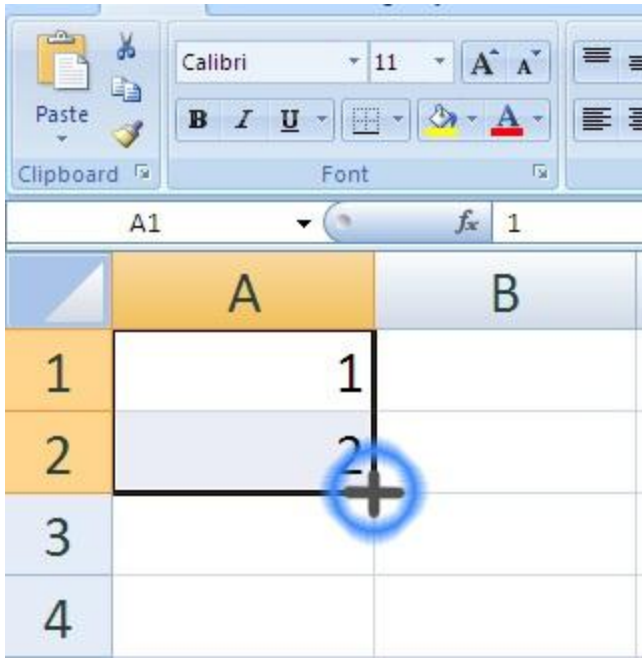 Calibri 11 A A
Paste
B I U A
Clipboard Font
A1 fx 1
A B
1 1
2 2
3
4